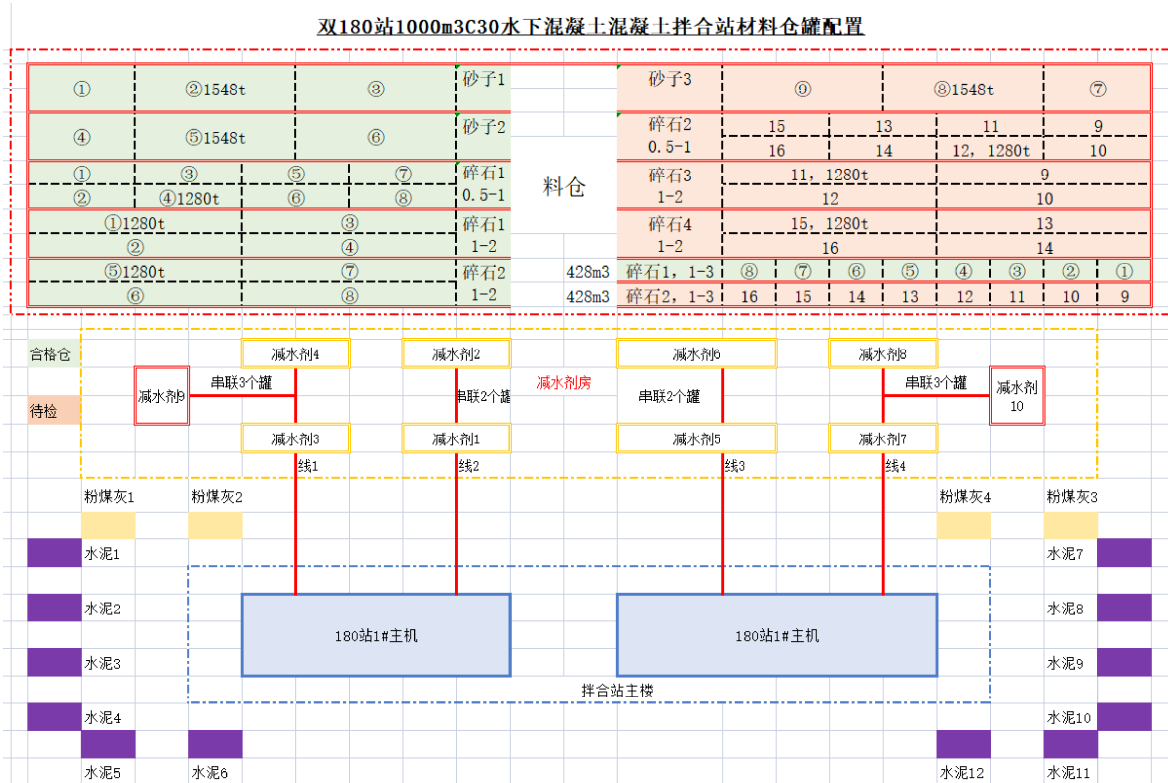 双180站1000m3C30水下混凝土混凝土拌合站材料仓罐配置
① ②1548t ③ 砂子1
④ ⑤1548t ⑥ 砂子2
① ③ ⑤ ⑦ 碎石1
② ④1280t ⑥ ⑧ 0.5-1
①1280t ③ 碎石1
② ④ 1-2
⑤1280t ⑦ 碎石2
⑥ ⑧ 1-2
料仓
砂子3 ⑨ ⑧1548t ⑦
碎石2 15 13 11 9
0.5-1 16 14 12, 1280t 10
碎石3 11, 1280t 9
1-2 12 10
碎石4 15, 1280t 13
1-2 16 14
428m3 碎石1, 1-3 ⑧ ⑦ ⑥ ⑤ ④ ③ ② ①
428m3 碎石2, 1-3 16 15 14 13 12 11 10 9
合格仓 减水剂4 减水剂2 减水剂6 减水剂8
待检 减水剂9 串联3个罐 串联2个罐 减水剂房 串联2个罐 串联3个罐 减水剂
10
减水剂3 减水剂1 减水剂5 减水剂7
线1 线2 线3 线4
粉煤灰1 粉煤灰2 粉煤灰4 粉煤灰3
水泥1 水泥7
水泥2 水泥8
180站1#主机 180站1#主机
水泥3 水泥9
拌合站主楼
水泥4 水泥10
水泥5 水泥6 水泥12 水泥11